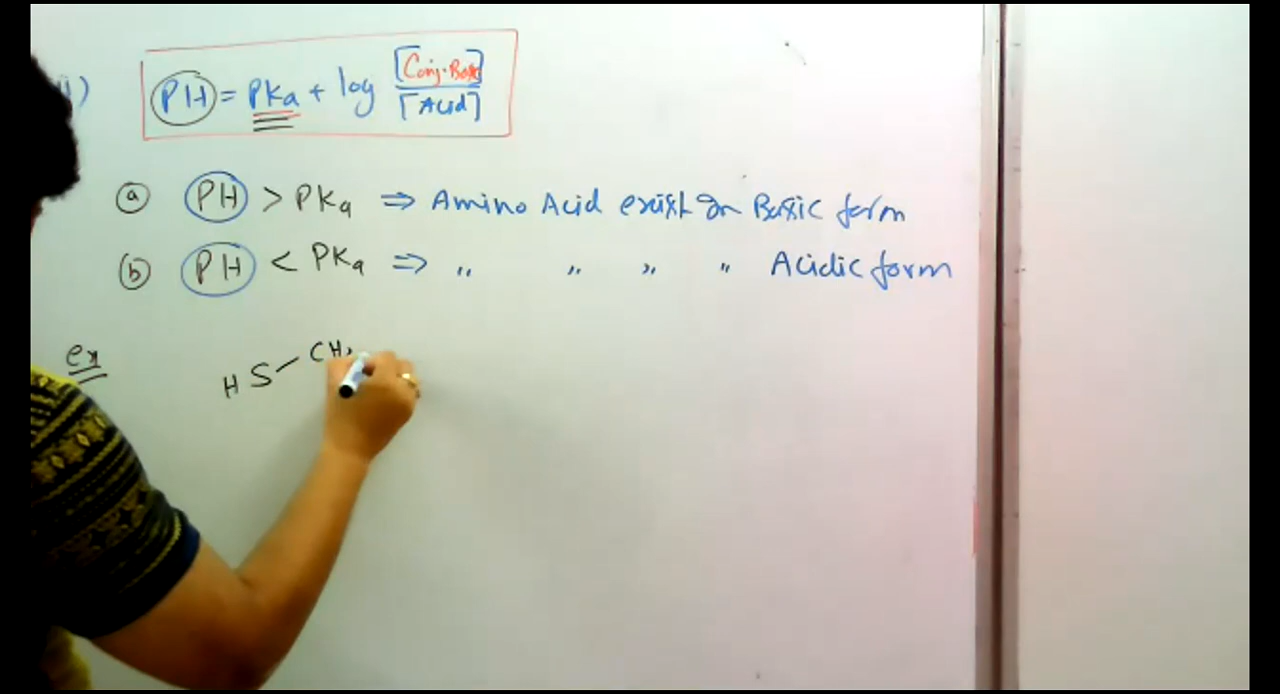 PH = PKa + log [Conj. Base] / [Acid]
(a) PH > PKa ⇒ Amino Acid exist In Basic form
(b) PH < PKa ⇒ " " " " Acidic form
ex
HS - CH